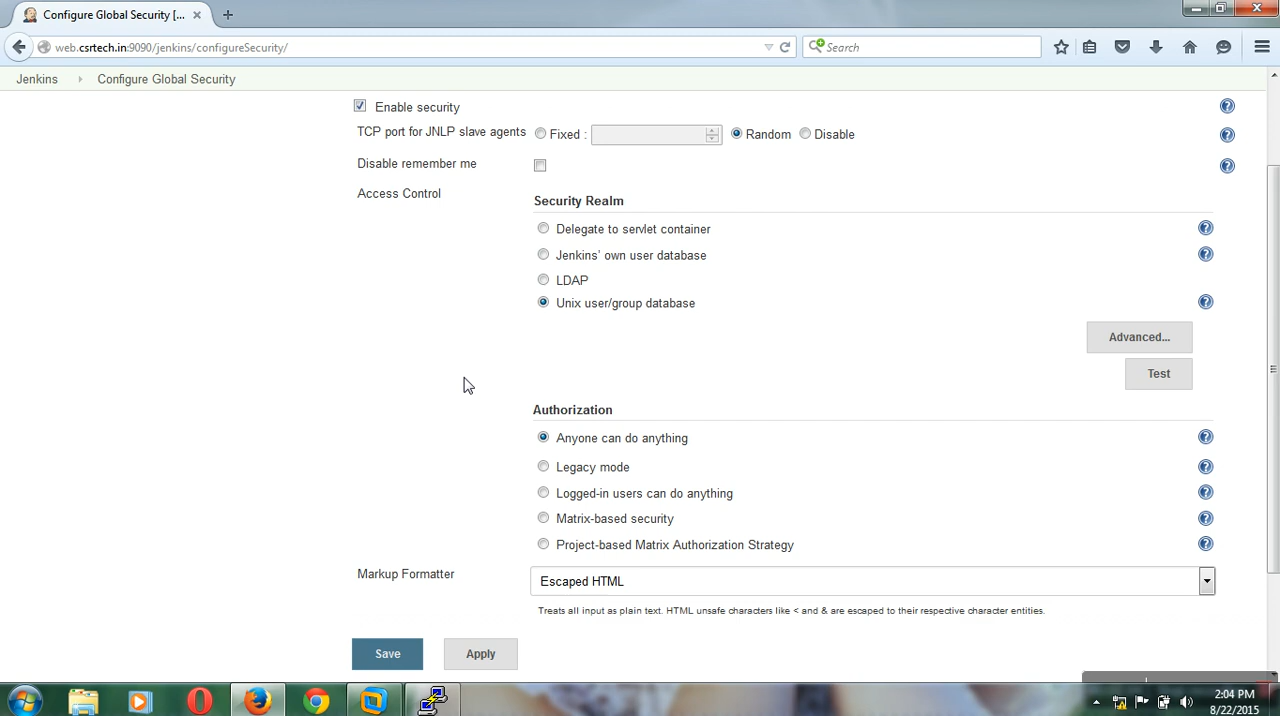 Configure Global Security [...
web.csrtech.in:9090/jenkins/configureSecurity/
Search
Jenkins
Configure Global Security
Enable security
TCP port for JNLP slave agents
Fixed :
Random
Disable
Disable remember me
Access Control
Security Realm
Delegate to servlet container
Jenkins' own user database
LDAP
Unix user/group database
Advanced...
Test
Authorization
Anyone can do anything
Legacy mode
Logged-in users can do anything
Matrix-based security
Project-based Matrix Authorization Strategy
Markup Formatter
Escaped HTML
Treats all input as plain text. HTML unsafe characters like < and & are escaped to their respective character entities.
Save
Apply
2:04 PM
8/22/2015